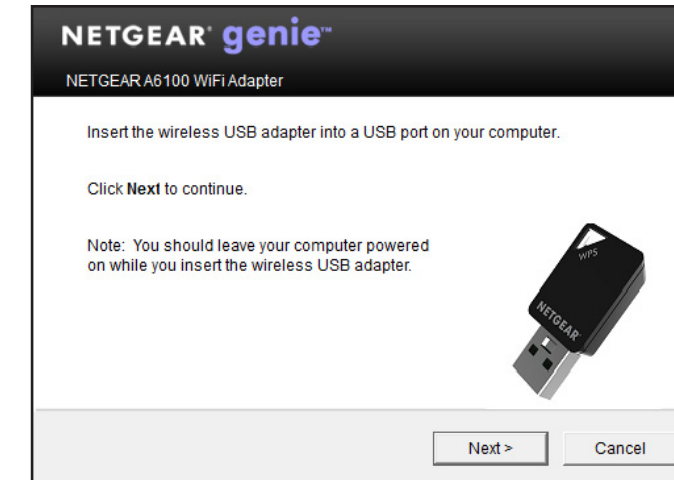 NETGEAR® genie™
NETGEAR A6100 WiFi Adapter
Insert the wireless USB adapter into a USB port on your computer.
Click Next to continue.
Note: You should leave your computer powered
on while you insert the wireless USB adapter.
WPS
NETGEAR
Next >
Cancel